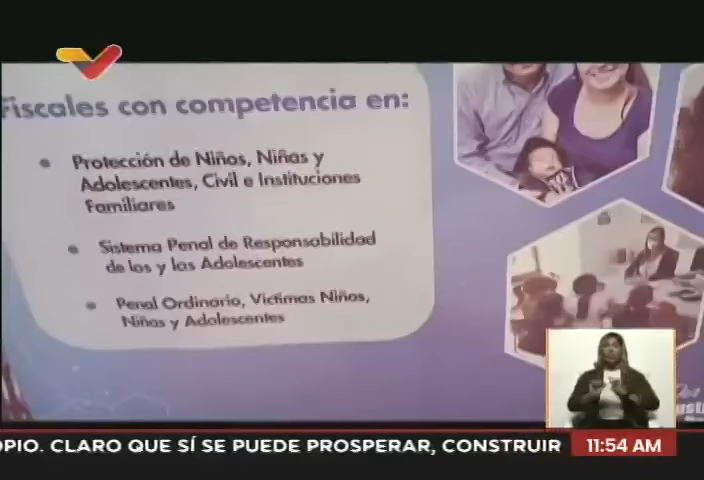 Fiscales con competencia en:
Protección de Niños, Niñas y
Adolescentes, Civil e Instituciones
Familiares
Sistema Penal de Responsabilidad
de los y las Adolescentes
Penal Ordinario, Victimas Niños,
Niñas y Adolescentes
OPIO. CLARO QUE SÍ SE PUEDE PROSPERAR, CONSTRUIR
11:54 AM